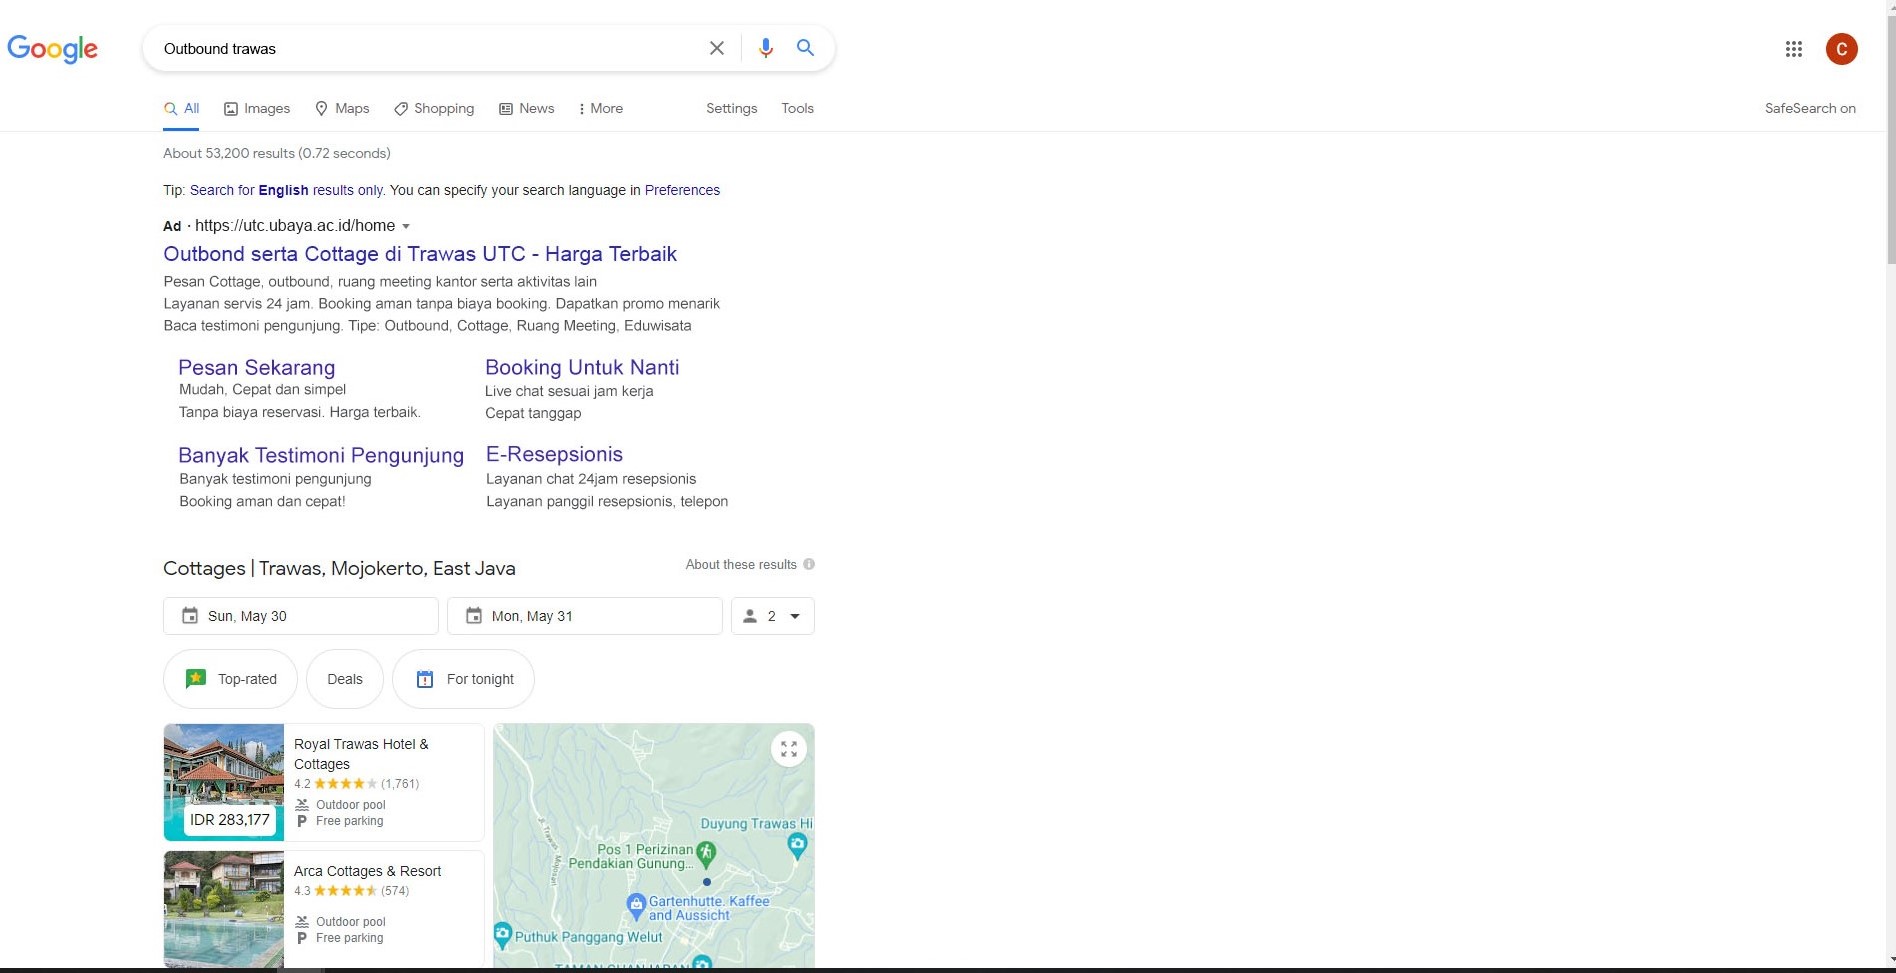 Google
Outbound trawas
C
All
Images
Maps
Shopping
News
More
Settings
Tools
SafeSearch on
About 53,200 results (0.72 seconds)
Tip: Search for English results only. You can specify your search language in Preferences
Ad · https://utc.ubaya.ac.id/home
Outbond serta Cottage di Trawas UTC - Harga Terbaik
Pesan Cottage, outbound, ruang meeting kantor serta aktivitas lain
Layanan servis 24 jam. Booking aman tanpa biaya booking. Dapatkan promo menarik
Baca testimoni pengunjung. Tipe: Outbound, Cottage, Ruang Meeting, Eduwisata
Pesan Sekarang
Mudah, Cepat dan simpel
Tanpa biaya reservasi. Harga terbaik.
Booking Untuk Nanti
Live chat sesuai jam kerja
Cepat tanggap
Banyak Testimoni Pengunjung
Banyak testimoni pengunjung
Booking aman dan cepat!
E-Resepsionis
Layanan chat 24jam resepsionis
Layanan panggil resepsionis, telepon
Cottages | Trawas, Mojokerto, East Java
About these results
Sun, May 30
Mon, May 31
2
Top-rated
Deals
For tonight
Royal Trawas Hotel &
Cottages
4.2 (1,761)
Outdoor pool
P Free parking
IDR 283,177
Arca Cottages & Resort
4.3 (574)
Outdoor pool
P Free parking
Duyung Trawas Hi
Jl. Trawas
Pos 1 Perizinan
Pendakian Gunung...
Gartenhutte. Kaffee
and Aussicht
Puthuk Panggang Welut